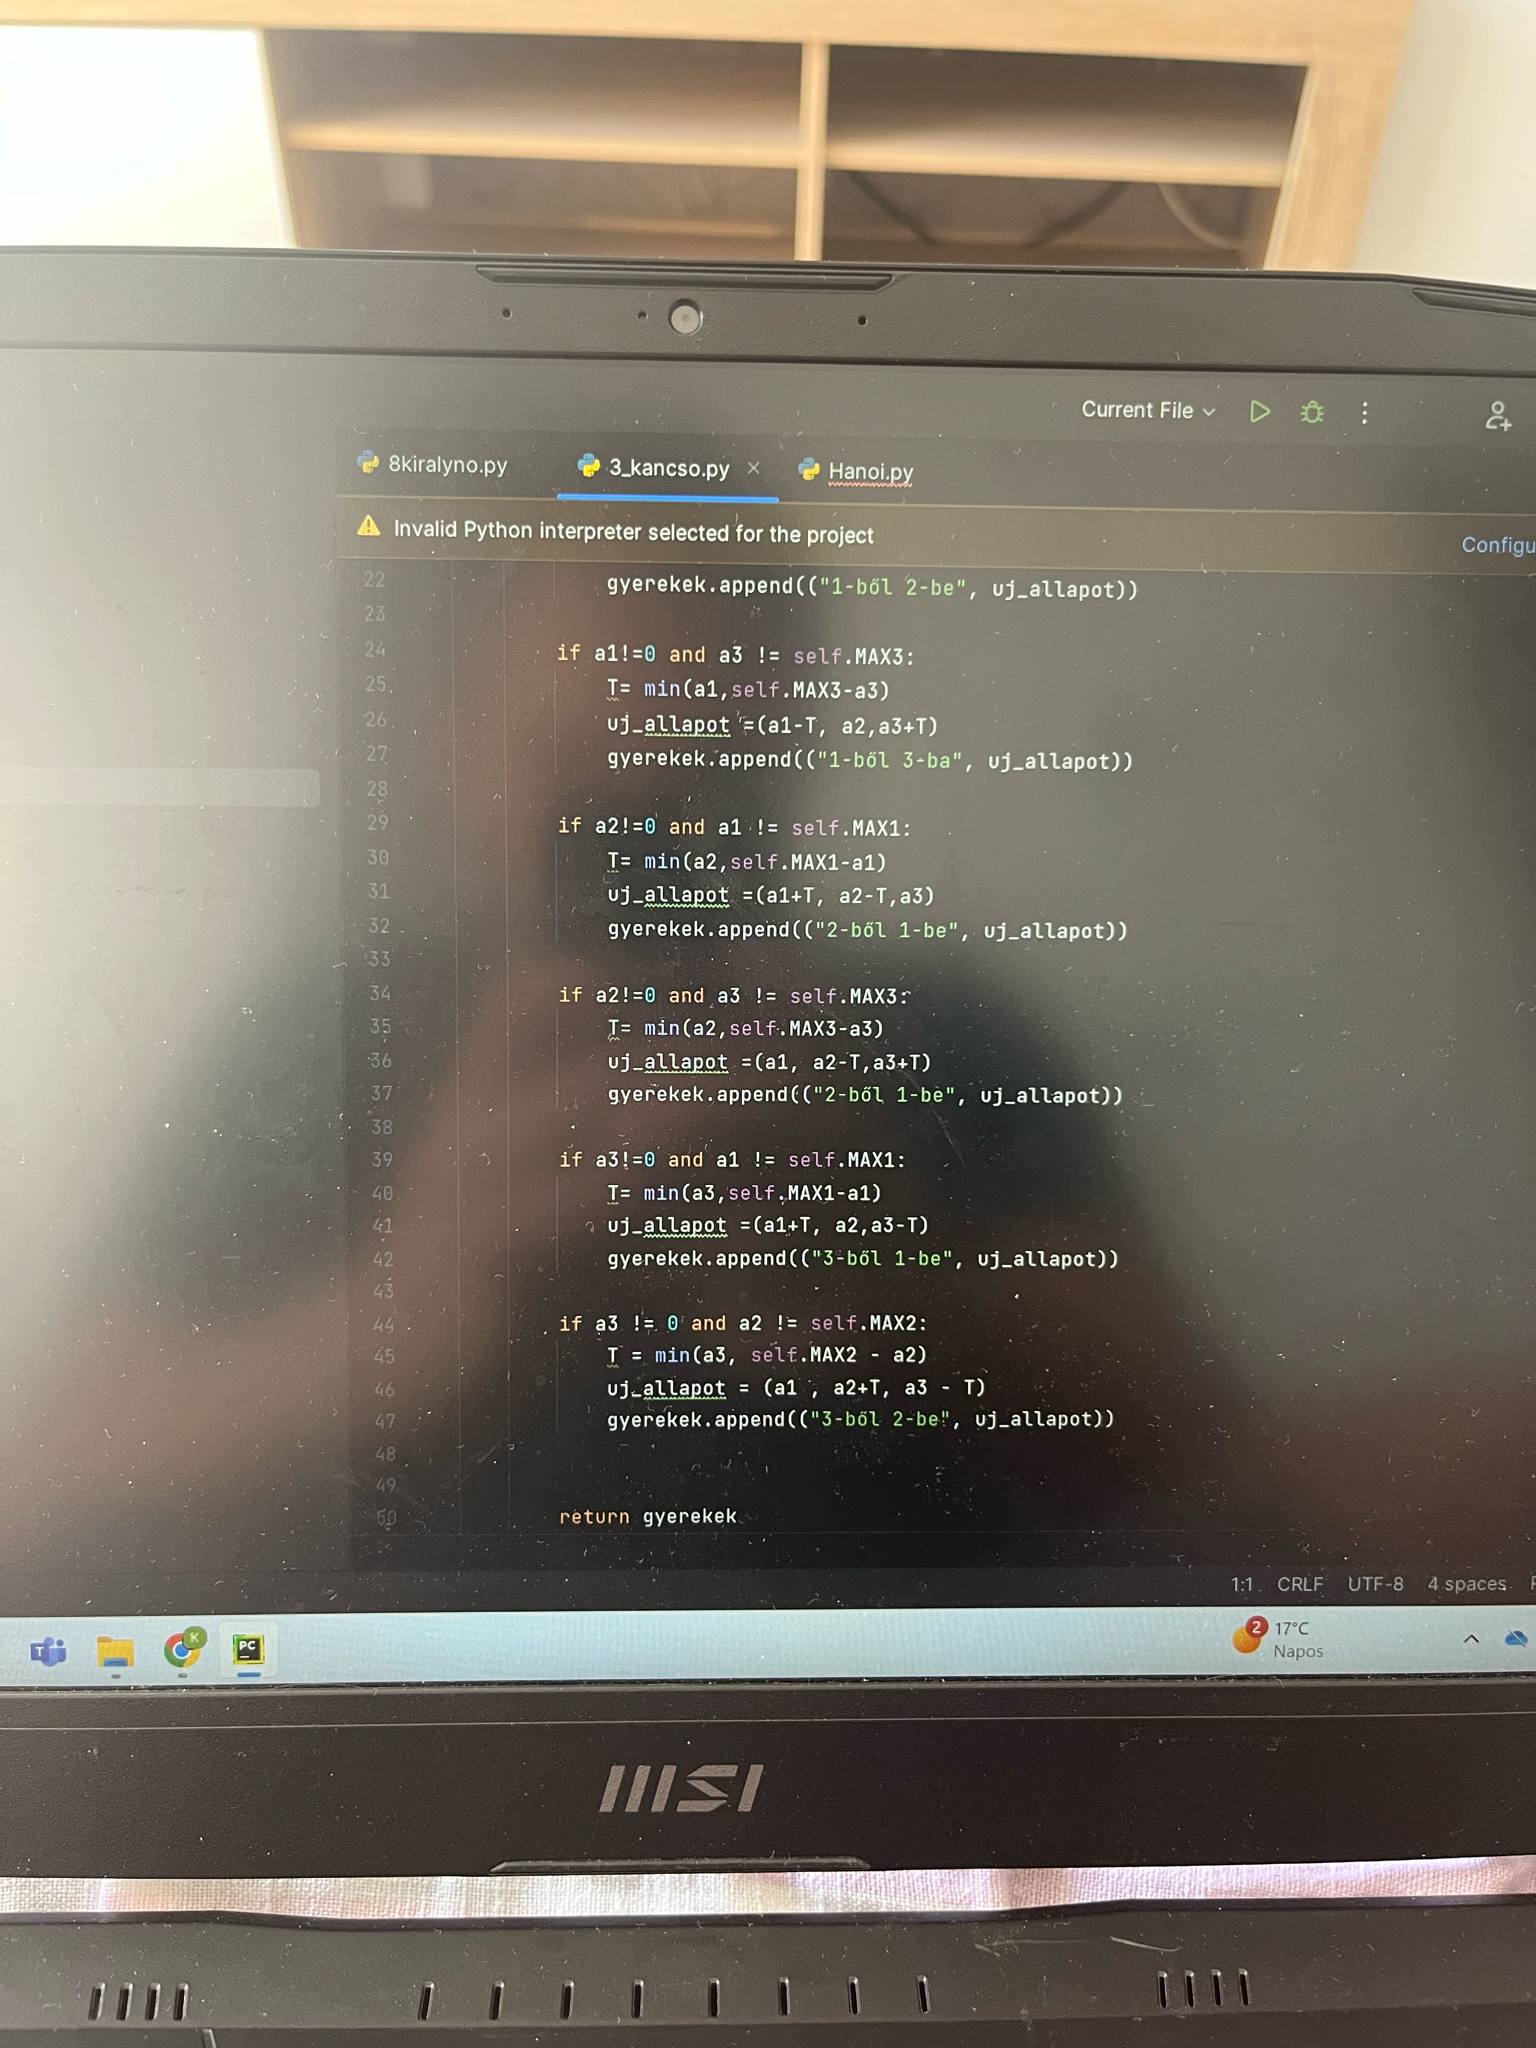 Current File
8kiralyno.py
3_kancso.py
Hanoi.py
Invalid Python interpreter selected for the project
Configu
22 gyerekek.append(("1-ből 2-be", uj_allapot))
23
24 if a1!=0 and a3 != self.MAX3:
25 T= min(a1,self.MAX3-a3)
26 uj_allapot =(a1-T, a2,a3+T)
27 gyerekek.append(("1-ből 3-ba", uj_allapot))
28
29 if a2!=0 and a1 != self.MAX1:
30 T= min(a2,self.MAX1-a1)
31 uj_allapot =(a1+T, a2-T,a3)
32 gyerekek.append(("2-ből 1-be", uj_allapot))
33
34 if a2!=0 and a3 != self.MAX3:
35 T= min(a2,self.MAX3-a3)
36 uj_allapot =(a1, a2-T,a3+T)
37 gyerekek.append(("2-ből 1-be", uj_allapot))
38
39 if a3!=0 and a1 != self.MAX1:
40 T= min(a3,self.MAX1-a1)
41 uj_allapot =(a1+T, a2,a3-T)
42 gyerekek.append(("3-ből 1-be", uj_allapot))
43
44 if a3 != 0 and a2 != self.MAX2:
45 T = min(a3, self.MAX2 - a2)
46 uj_allapot = (a1 , a2+T, a3 - T)
47 gyerekek.append(("3-ből 2-be", uj_allapot))
48
49
50 return gyerekek
1:1 CRLF UTF-8 4 spaces
T
K
PC
2
17°C
Napos
msi